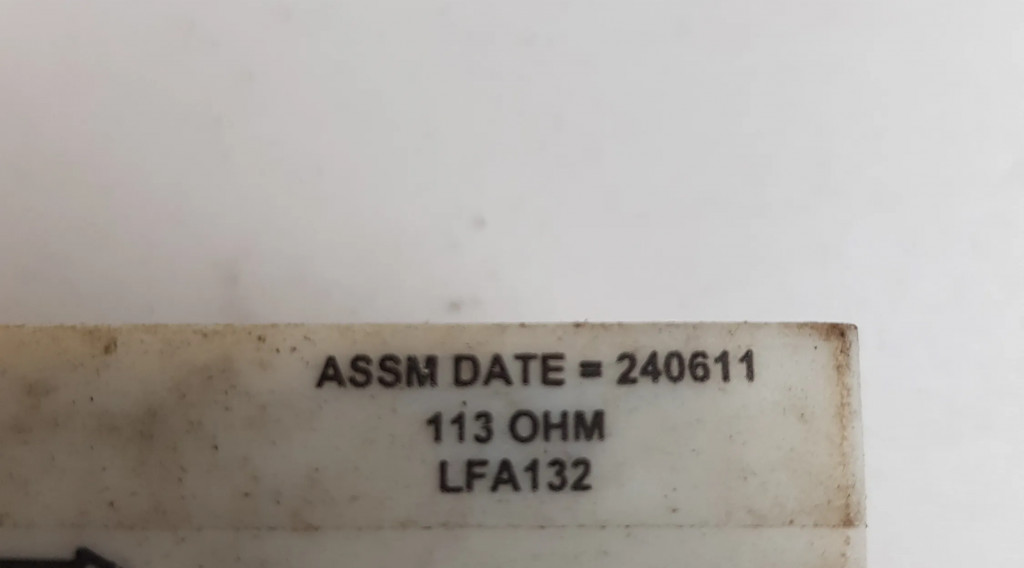 ASSM DATE = 240611
113 OHM
LFA132